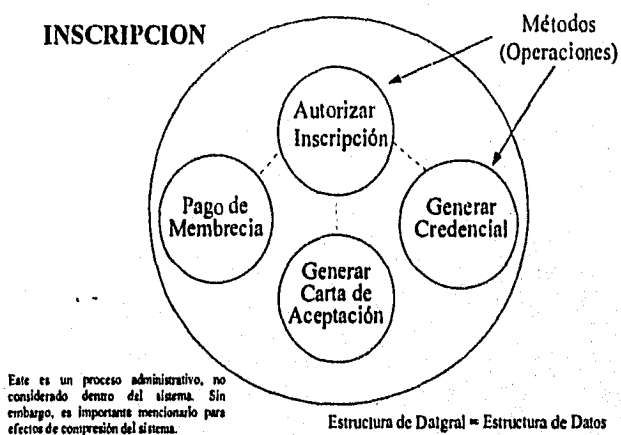 INSCRIPCION
Métodos
(Operaciones)
Autorizar
Inscripción
Pago de
Membrecia
Generar
Credencial
Generar
Carta de
Aceptación
Este es un proceso administrativo, no
considerado dentro del sistema. Sin
embargo, es importante mencionarlo para
efectos de compresión del sistema.
Estructura de Datgral = Estructura de Datos